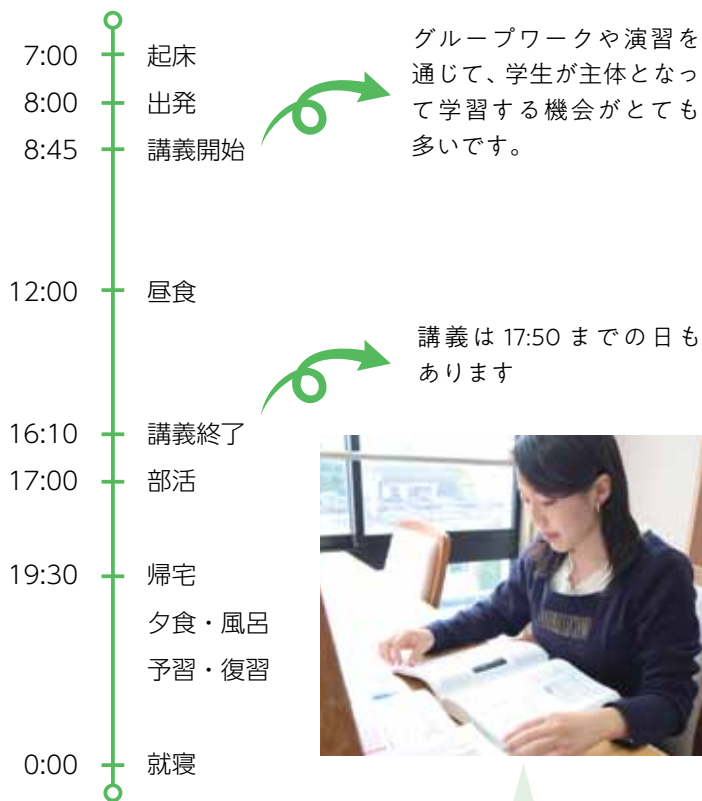 7:00 起床
8:00 出発
8:45 講義開始
グループワークや演習を
通じて、学生が主体となっ
て学習する機会がとても
多いです。
12:00 昼食
講義は 17:50 までの日も
あります
16:10 講義終了
17:00 部活
19:30 帰宅
夕食・風呂
予習・復習
0:00 就寝